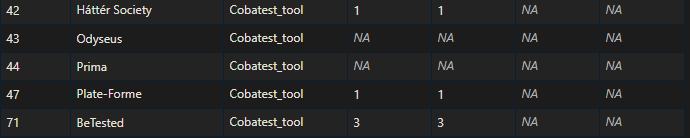 42 Háttér Society Cobatest_tool 1 1 NA NA
43 Odyseus Cobatest_tool NA NA NA NA
44 Prima Cobatest_tool NA NA NA NA
47 Plate-Forme Cobatest_tool 1 1 NA NA
71 BeTested Cobatest_tool 3 3 NA NA